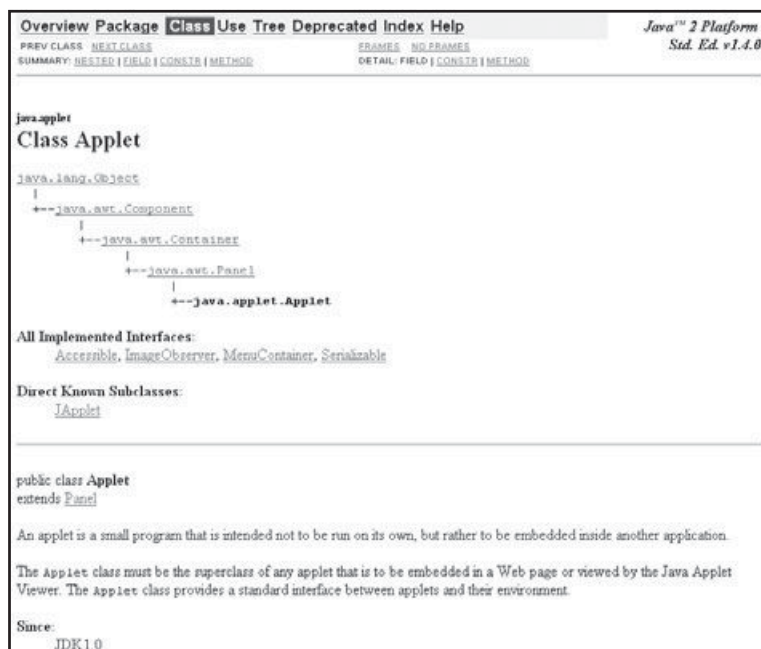 Overview Package Class Use Tree Deprecated Index Help
Java™ 2 Platform
Std. Ed. v1.4.0
PREV CLASS NEXT CLASS
FRAMES NO FRAMES
SUMMARY: NESTED | FIELD | CONSTR | METHOD
DETAIL: FIELD | CONSTR | METHOD
java.applet
Class Applet
java.lang.Object
|
+--java.awt.Component
|
+--java.awt.Container
|
+--java.awt.Panel
|
+--java.applet.Applet
All Implemented Interfaces:
Accessible, ImageObserver, MenuContainer, Serializable
Direct Known Subclasses:
JApplet
public class Applet
extends Panel
An applet is a small program that is intended not to be run on its own, but rather to be embedded inside another application.
The Applet class must be the superclass of any applet that is to be embedded in a Web page or viewed by the Java Applet
Viewer. The Applet class provides a standard interface between applets and their environment.
Since:
JDK1.0